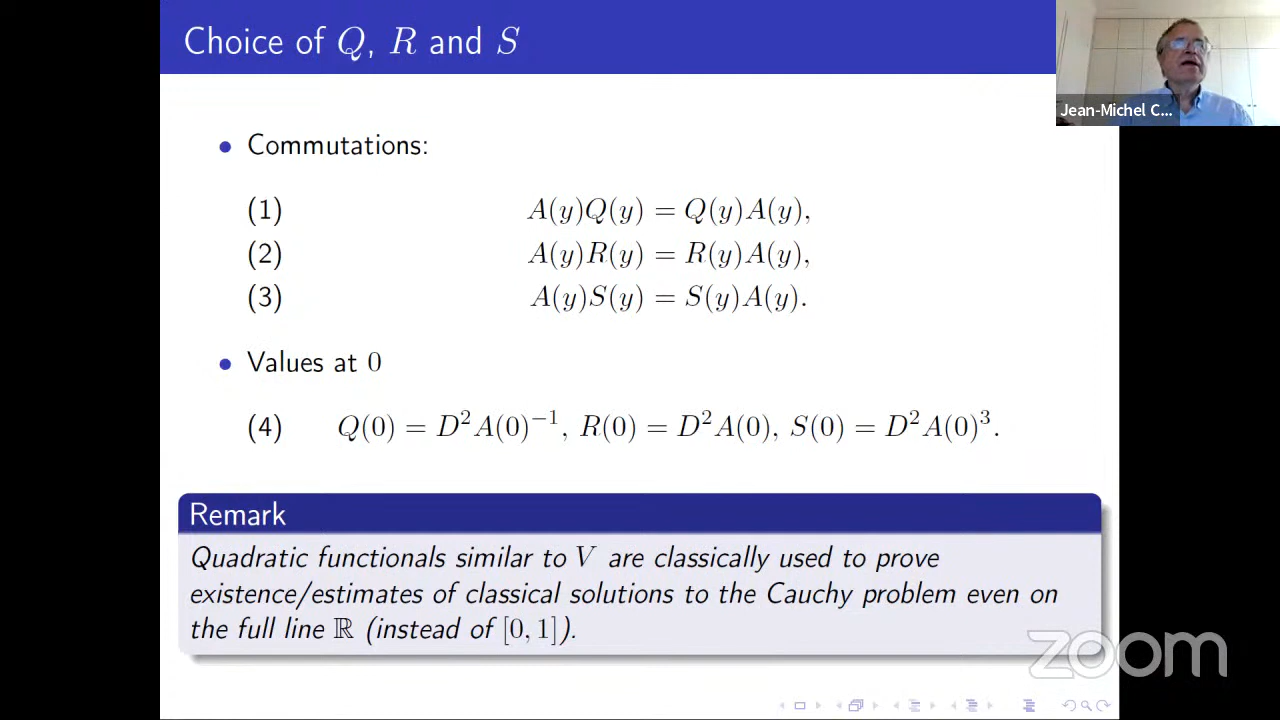 Choice of Q, R and S
Jean-Michel C...
• Commutations:
(1) A(y)Q(y) = Q(y)A(y),
(2) A(y)R(y) = R(y)A(y),
(3) A(y)S(y) = S(y)A(y).
• Values at 0
(4) Q(0) = D²A(0)⁻¹, R(0) = D²A(0), S(0) = D²A(0)³.
Remark
Quadratic functionals similar to V are classically used to prove
existence/estimates of classical solutions to the Cauchy problem even on
the full line ℝ (instead of [0, 1]).
zoom